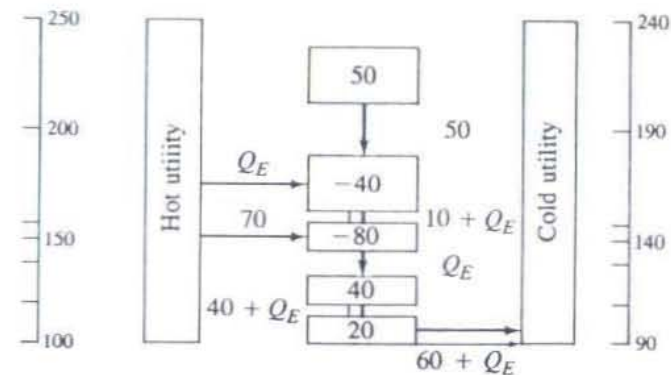 250
240
50
200
190
50
Hot utility
Cold utility
Q_E
−40
70
10 + Q_E
150
−80
140
Q_E
40
40 + Q_E
20
100
90
60 + Q_E